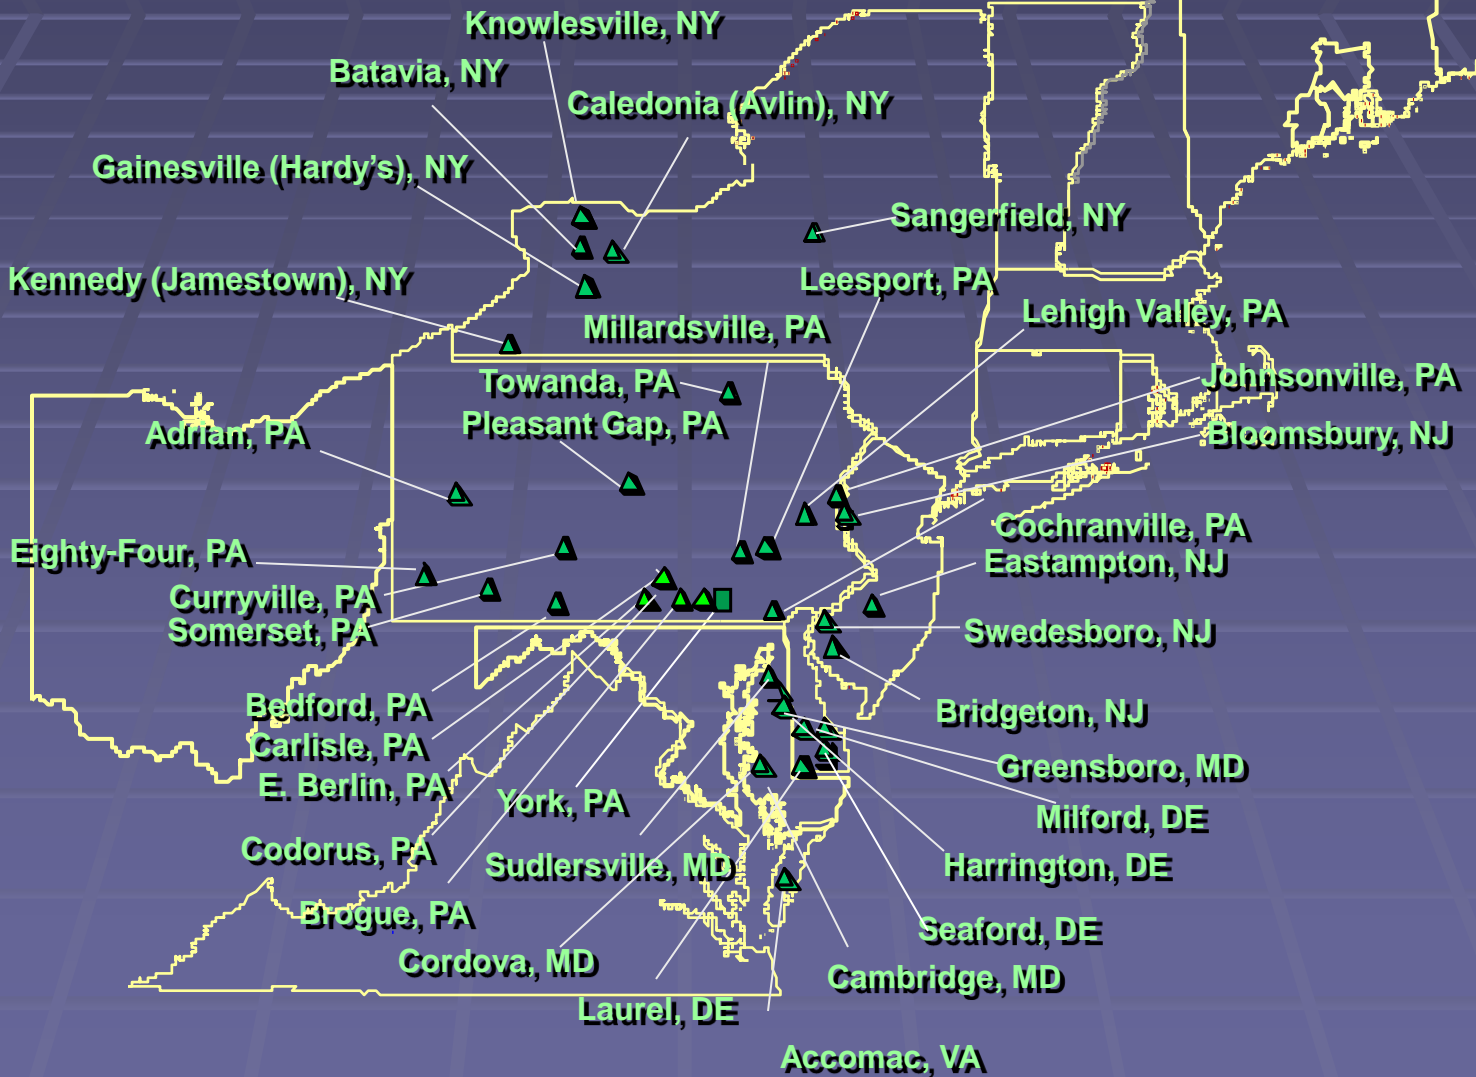 Knowlesville, NY
Batavia, NY
Caledonia (Avlin), NY
Gainesville (Hardy's), NY
Sangerfield, NY
Kennedy (Jamestown), NY
Leesport, PA
Lehigh Valley, PA
Millardsville, PA
Johnsonville, PA
Towanda, PA
Pleasant Gap, PA
Adrian, PA
Bloomsbury, NJ
Cochranville, PA
Eighty-Four, PA
Eastampton, NJ
Curryville, PA
Somerset, PA
Swedesboro, NJ
Bedford, PA
Bridgeton, NJ
Carlisle, PA
Greensboro, MD
E. Berlin, PA
York, PA
Milford, DE
Codorus, PA
Sudlersville, MD
Harrington, DE
Brogue, PA
Seaford, DE
Cordova, MD
Cambridge, MD
Laurel, DE
Accomac, VA